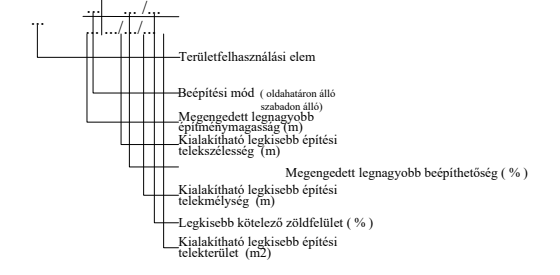 ... ... ... /...
... ... .../.../...
Területfelhasználási elem
Beépítési mód ( oldahatáron álló
szabadon álló)
Megengedett legnagyobb
építménymagasság (m)
Kialakítható legkisebb építési
telekszélesség (m)
Megengedett legnagyobb beépíthetőség ( % )
Kialakítható legkisebb építési
telekmélység (m)
Legkisebb kötelező zöldfelület ( % )
Kialakítható legkisebb építési
telekterület (m2)